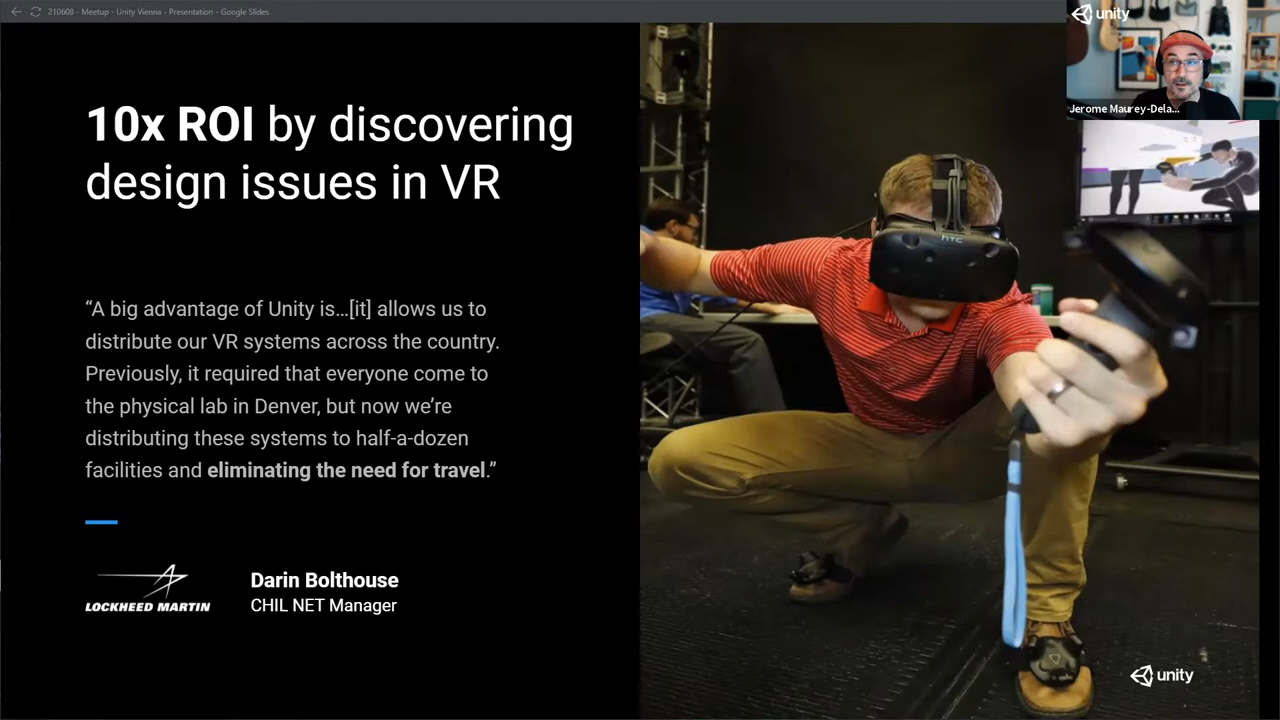 210608 - Meetup - Unity Vienna - Presentation - Google Slides
unity
Jerome Maurey-Dela...
10x ROI by discovering
design issues in VR
hTC
“A big advantage of Unity is...[it] allows us to
distribute our VR systems across the country.
Previously, it required that everyone come to
the physical lab in Denver, but now we’re
distributing these systems to half-a-dozen
facilities and eliminating the need for travel.”
LOCKHEED MARTIN
Darin Bolthouse
CHIL NET Manager
unity